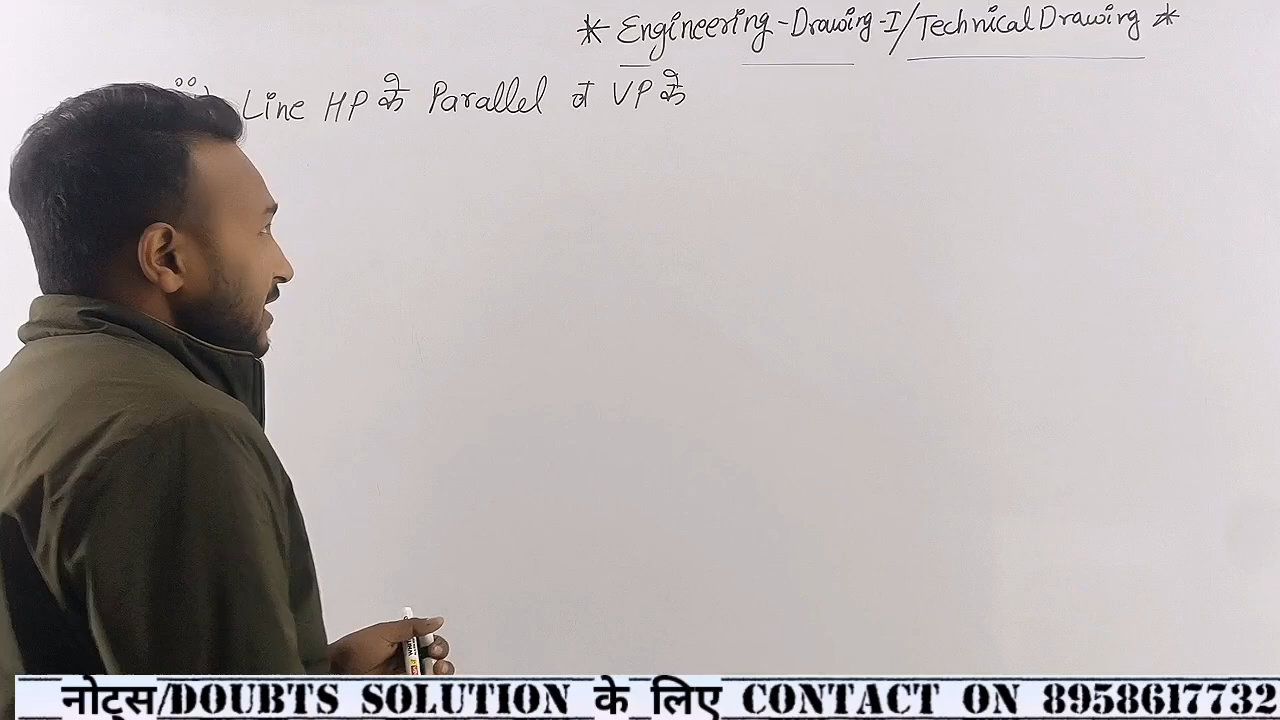 * Engineering-Drawing-I/Technical Drawing *
Line HP के Parallel व VP के
नोट्स/DOUBTS SOLUTION के लिए CONTACT ON 8958617732